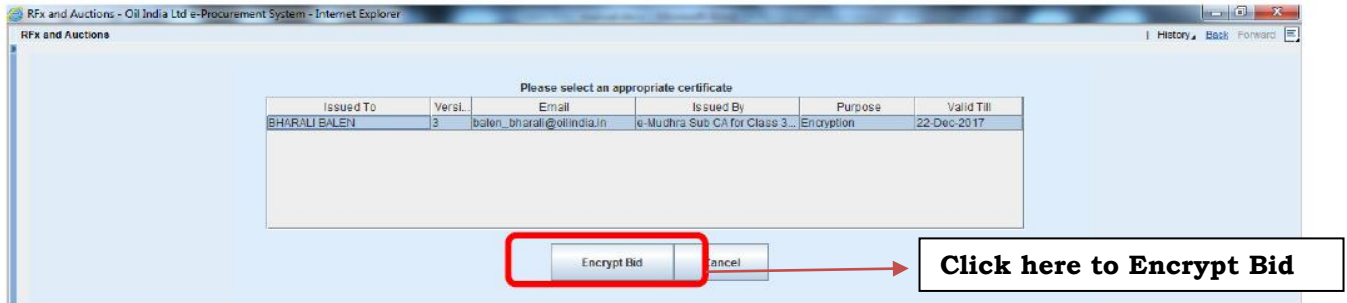 RFx and Auctions - Oil India Ltd e-Procurement System - Internet Explorer
RFx and Auctions
History Back Forward
Please select an appropriate certificate
Issued To Versi... Email Issued By Purpose Valid Till
BHARALI BALEN 3 balen_bharali@oilindia.in e-Mudhra Sub CA for Class 3... Encryption 22-Dec-2017
Encrypt Bid Cancel
Click here to Encrypt Bid